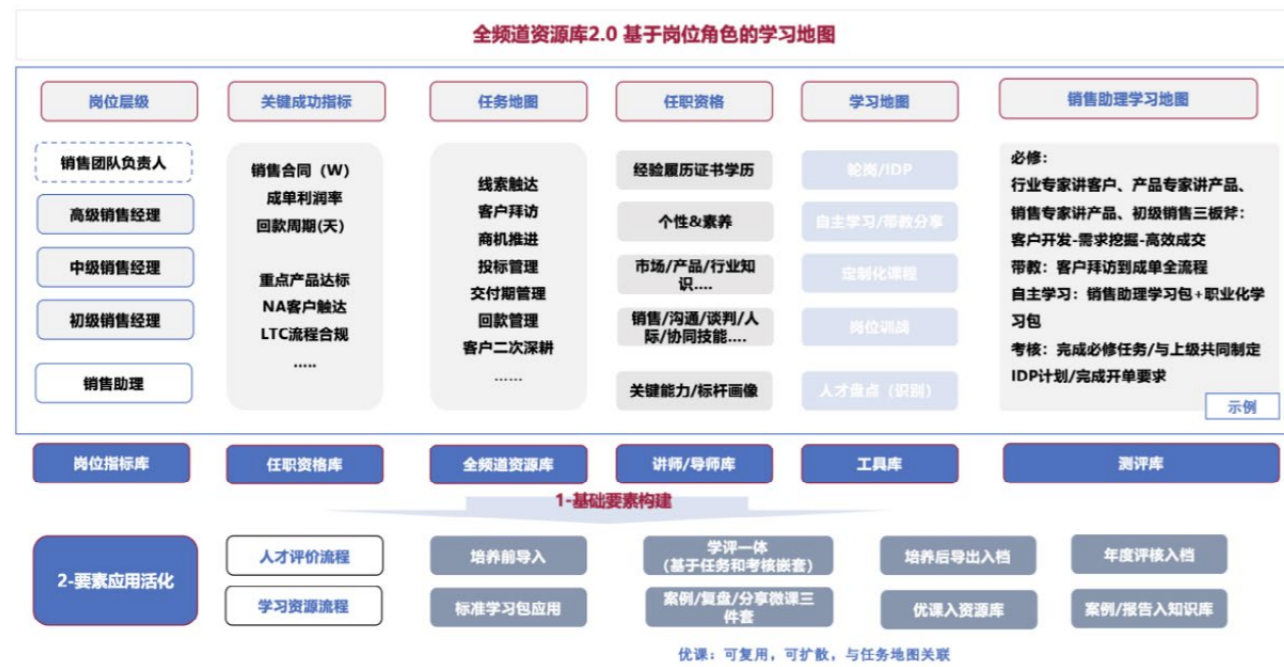 全频道资源库2.0 基于岗位角色的学习地图
岗位层级
销售团队负责人
高级销售经理
中级销售经理
初级销售经理
销售助理
关键成功指标
销售合同（W）
成单利润率
回款周期(天)
重点产品达标
NA客户触达
LTC流程合规
.....
任务地图
线索触达
客户拜访
商机推进
投标管理
交付期管理
回款管理
客户二次深耕
......
任职资格
经验履历证书学历
个性&素养
市场/产品/行业知
识....
销售/沟通/谈判/人
际/协同技能....
关键能力/标杆画像
学习地图
轮岗/IDP
自主学习/带教分享
定制化课程
岗位训战
人才盘点（识别）
销售助理学习地图
必修：
行业专家讲客户、产品专家讲产品、
销售专家讲产品、初级销售三板斧：
客户开发-需求挖掘-高效成交
带教：客户拜访到成单全流程
自主学习：销售助理学习包+职业化学
习包
考核：完成必修任务/与上级共同制定
IDP计划/完成开单要求
示例
岗位指标库
任职资格库
全频道资源库
讲师/导师库
工具库
测评库
1-基础要素构建
2-要素应用活化
人才评价流程
培养前导入
学评一体
(基于任务和考核嵌套)
培养后导出入档
年度评核入档
学习资源流程
标准学习包应用
案例/复盘/分享微课三
件套
优课入资源库
案例/报告入知识库
优课：可复用，可扩散，与任务地图关联